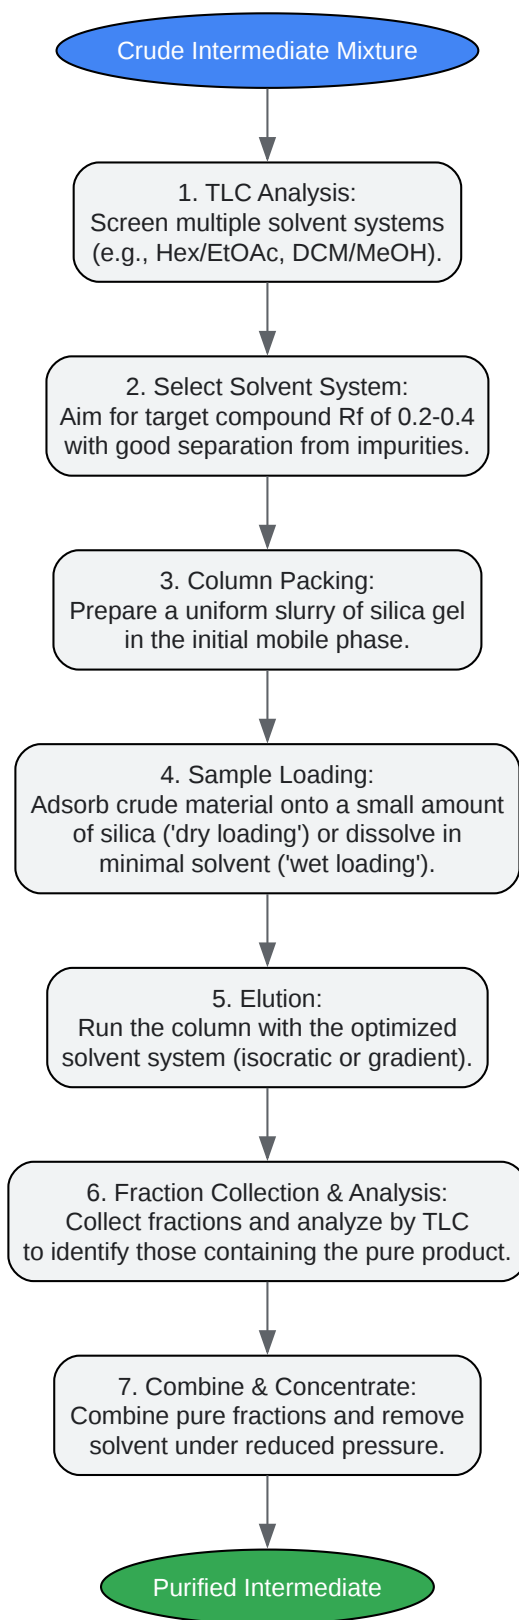 Crude Intermediate Mixture
1. TLC Analysis:
Screen multiple solvent systems
(e.g., Hex/EtOAc, DCM/MeOH).
2. Select Solvent System:
Aim for target compound Rf of 0.2-0.4
with good separation from impurities.
3. Column Packing:
Prepare a uniform slurry of silica gel
in the initial mobile phase.
4. Sample Loading:
Adsorb crude material onto a small amount
of silica ('dry loading') or dissolve in
minimal solvent ('wet loading').
5. Elution:
Run the column with the optimized
solvent system (isocratic or gradient).
6. Fraction Collection & Analysis:
Collect fractions and analyze by TLC
to identify those containing the pure product.
7. Combine & Concentrate:
Combine pure fractions and remove
solvent under reduced pressure.
Purified Intermediate